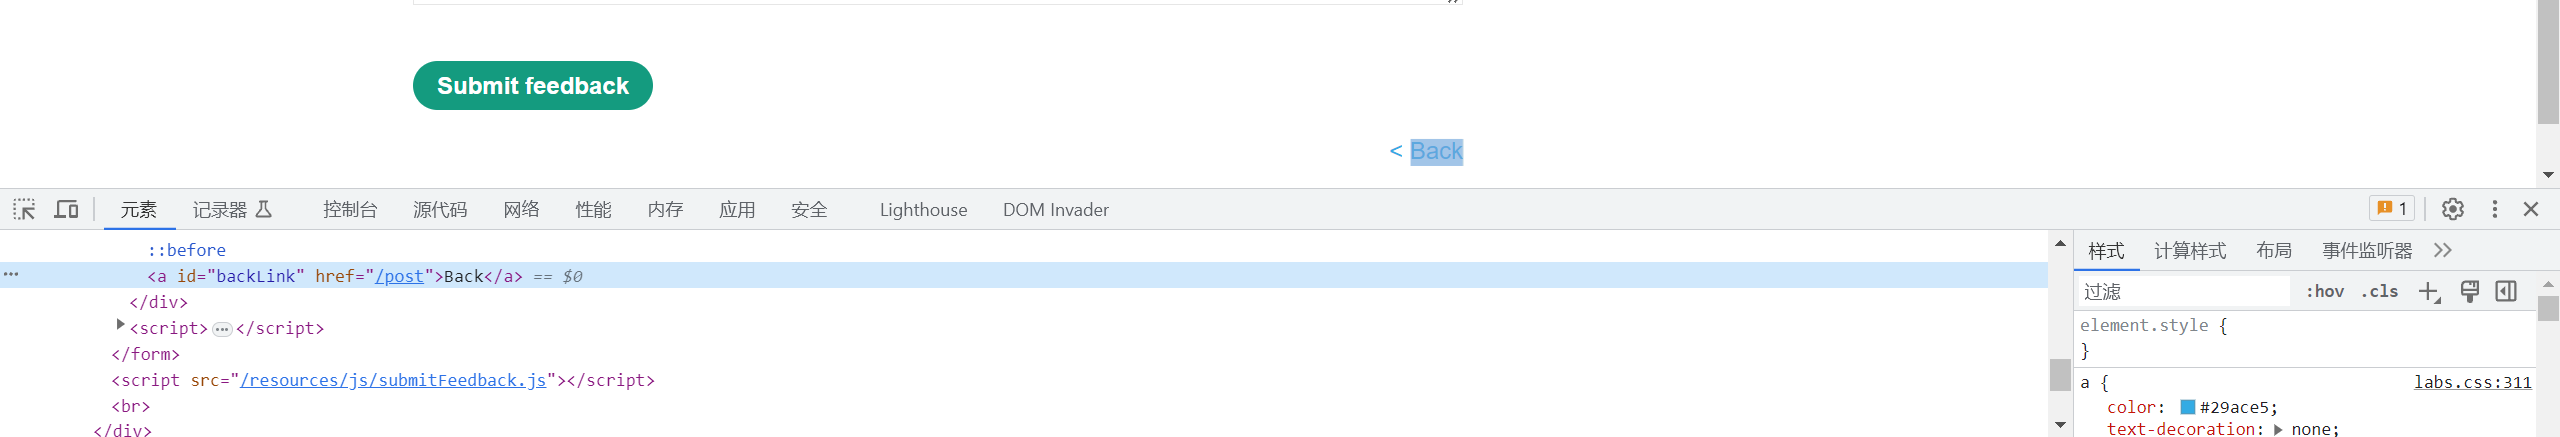 Submit feedback
< Back
元素 记录器 控制台 源代码 网络 性能 内存 应用 安全 Lighthouse DOM Invader 1
::before
<a id="backLink" href="/post">Back</a> == $0
</div>
<script>…</script>
</form>
<script src="/resources/js/submitFeedback.js"></script>
<br>
</div>
样式 计算样式 布局 事件监听器
过滤 :hov .cls
element.style {
}
a { labs.css:311
color: #29ace5;
text-decoration: none;